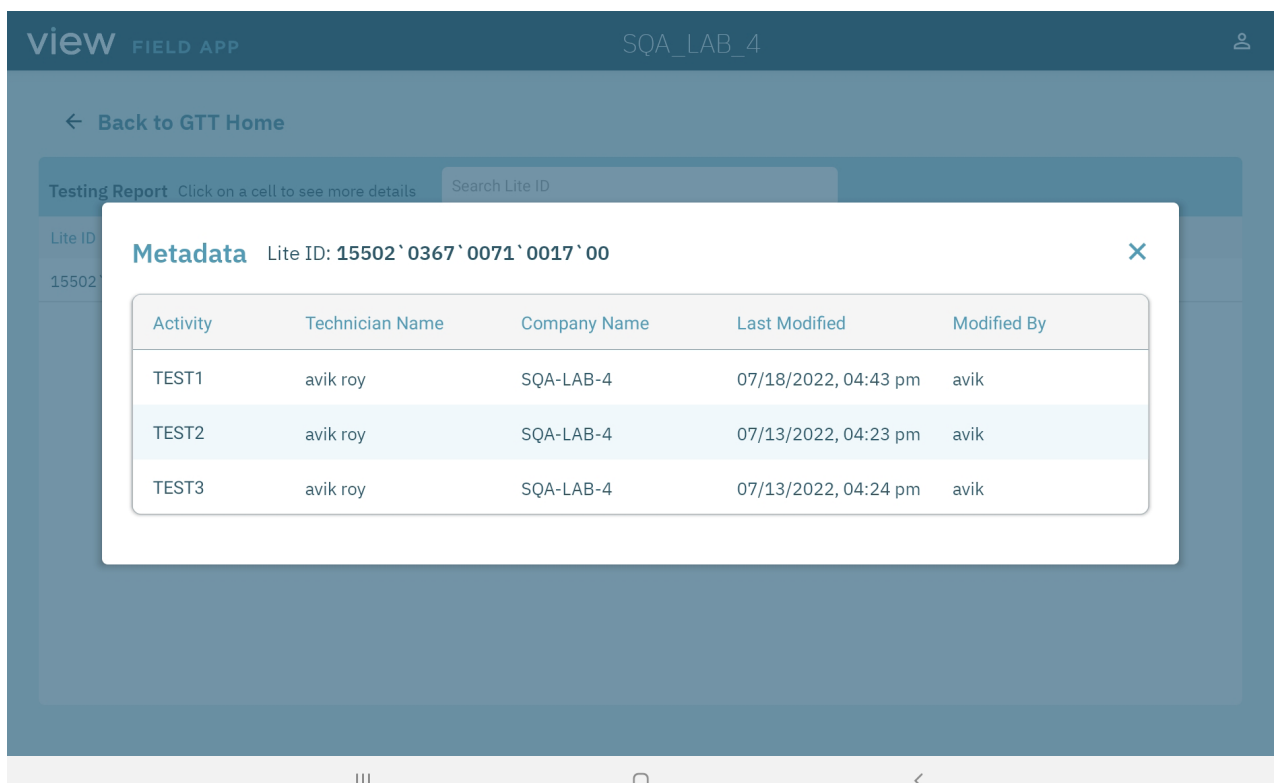 view FIELD APP SQA_LAB_4
Back to GTT Home
Testing Report Click on a cell to see more details Search Lite ID
Lite ID
15502`
Metadata Lite ID: 15502`0367`0071`0017`00
Activity Technician Name Company Name Last Modified Modified By
TEST1 avik roy SQA-LAB-4 07/18/2022, 04:43 pm avik
TEST2 avik roy SQA-LAB-4 07/13/2022, 04:23 pm avik
TEST3 avik roy SQA-LAB-4 07/13/2022, 04:24 pm avik